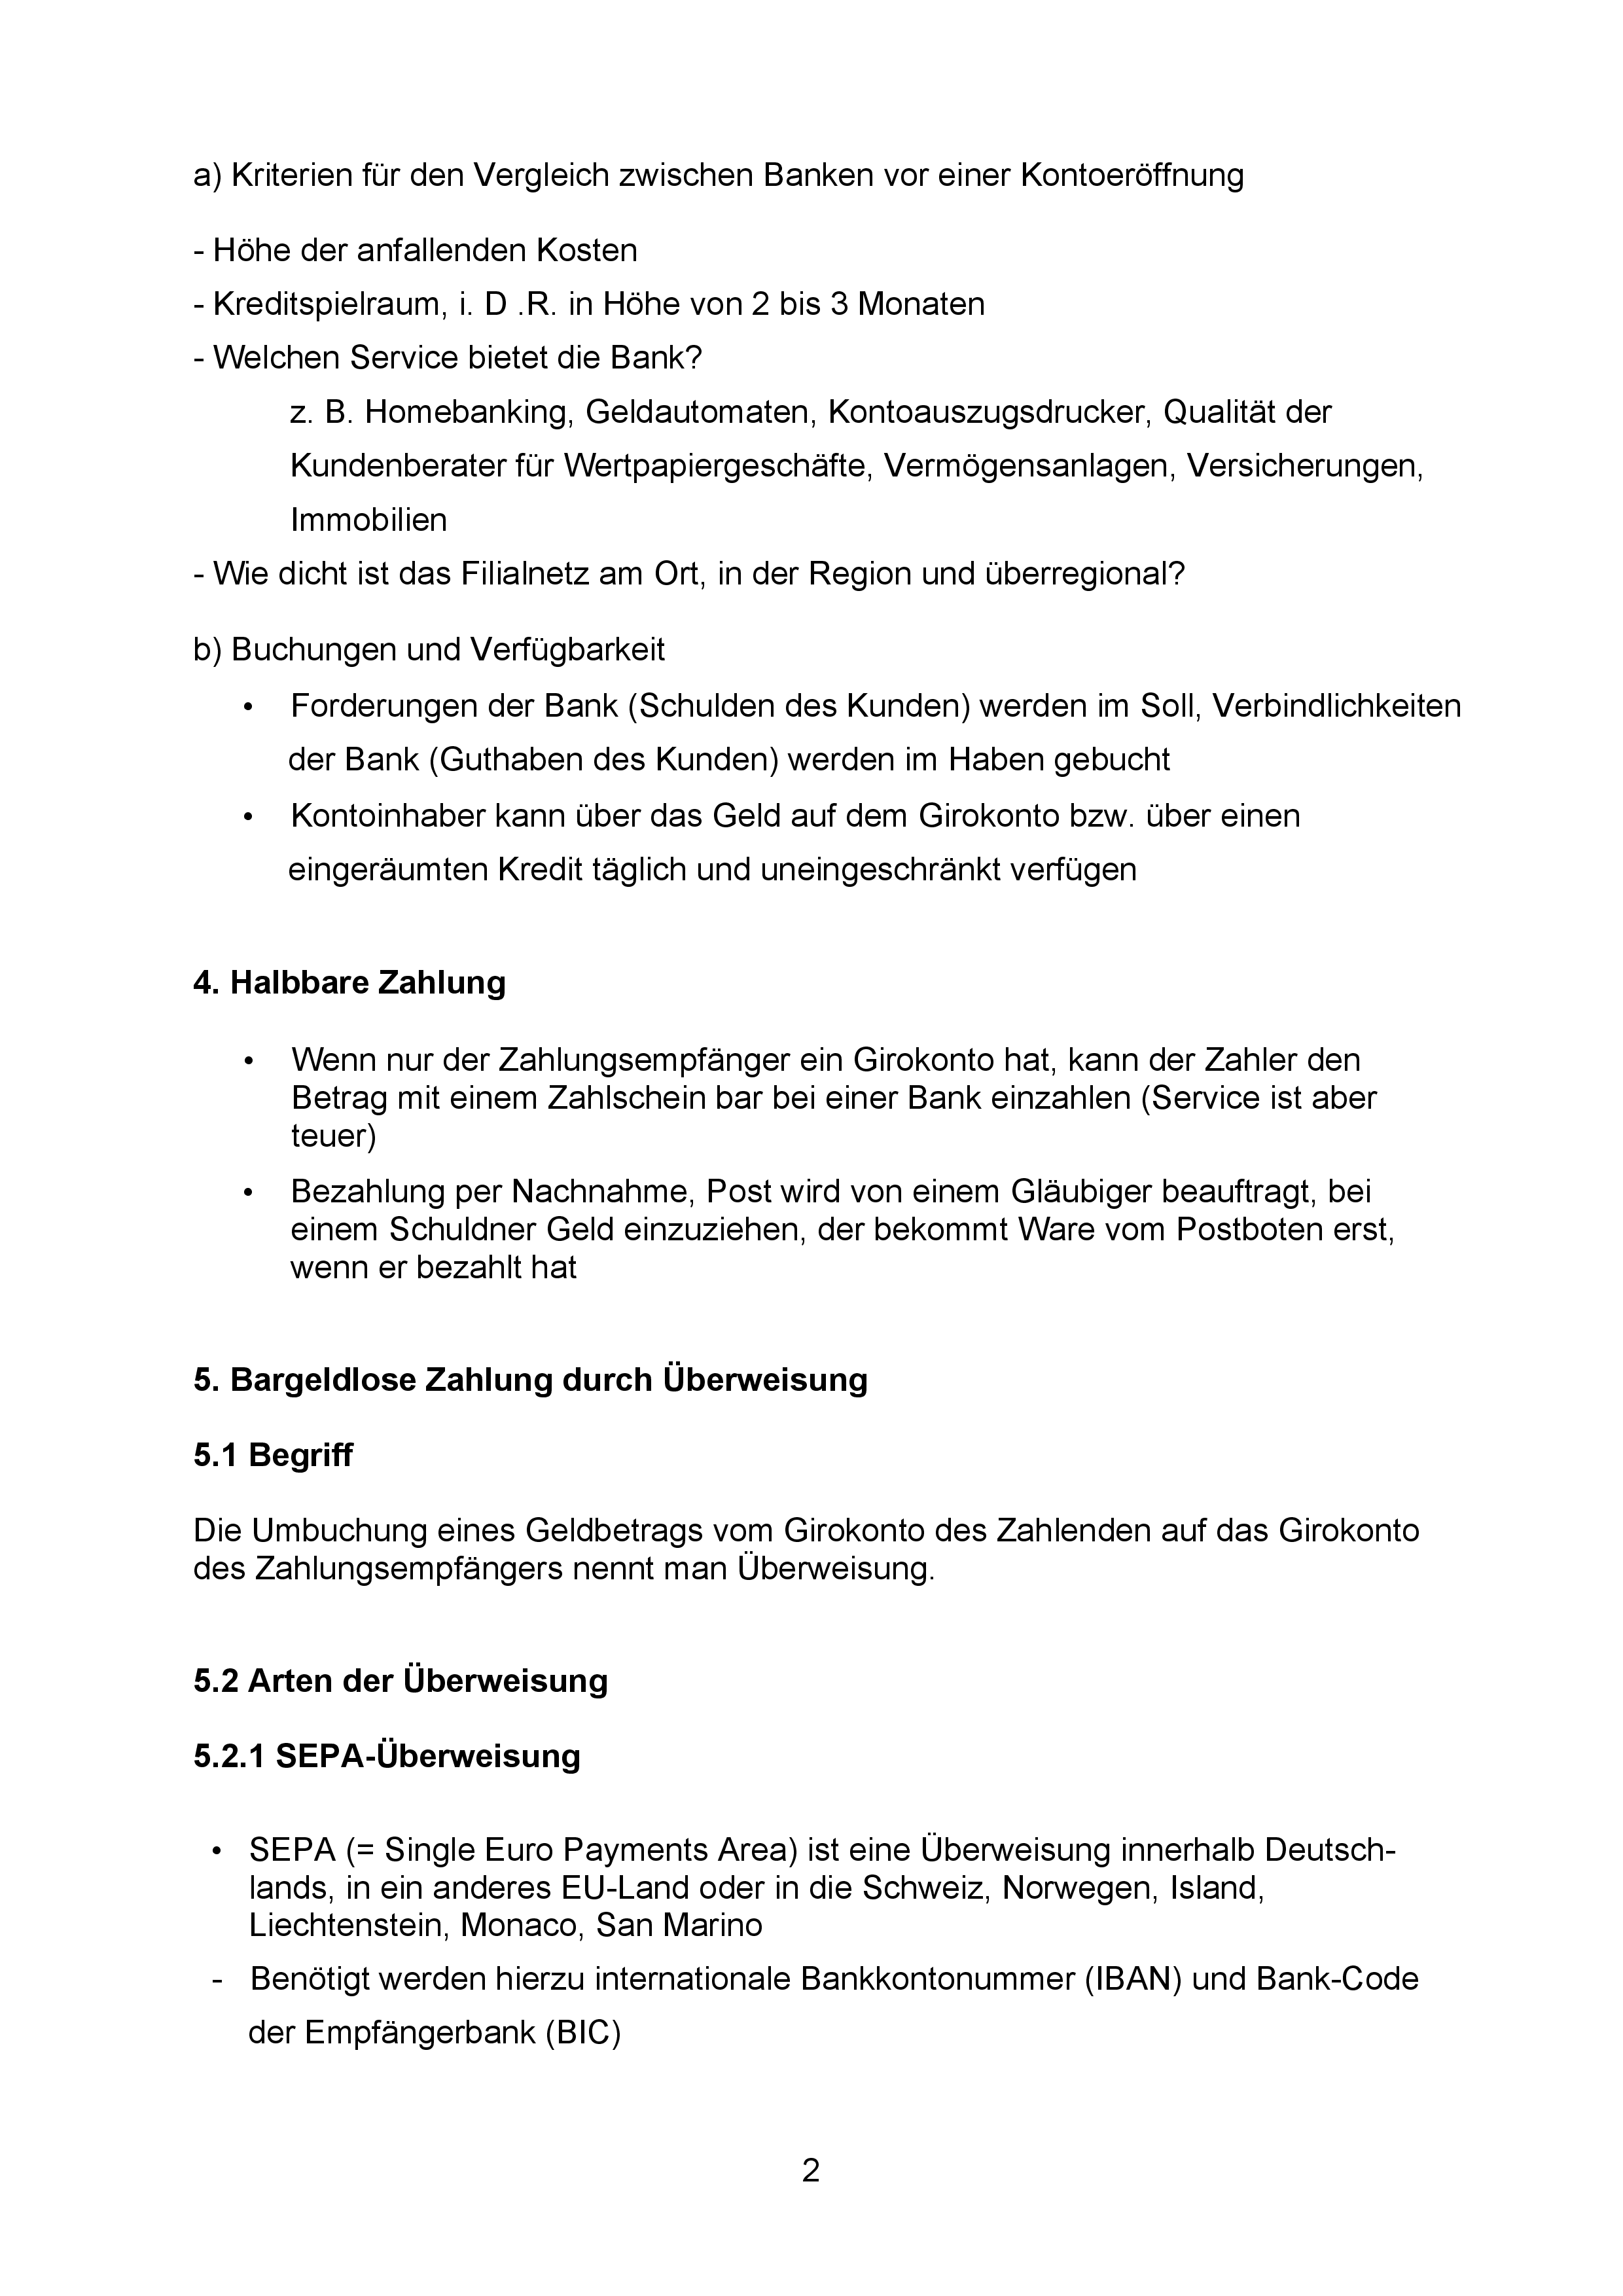 a) Kriterien für den Vergleich zwischen Banken vor einer Kontoeröffnung
- Höhe der anfallenden Kosten
- Kreditspielraum, i. D .R. in Höhe von 2 bis 3 Monaten
- Welchen Service bietet die Bank?
z. B. Homebanking, Geldautomaten, Kontoauszugsdrucker, Qualität der
Kundenberater für Wertpapiergeschäfte, Vermögensanlagen, Versicherungen,
Immobilien
- Wie dicht ist das Filialnetz am Ort, in der Region und überregional?
b) Buchungen und Verfügbarkeit
• Forderungen der Bank (Schulden des Kunden) werden im Soll, Verbindlichkeiten
der Bank (Guthaben des Kunden) werden im Haben gebucht
• Kontoinhaber kann über das Geld auf dem Girokonto bzw. über einen
eingeräumten Kredit täglich und uneingeschränkt verfügen
4. Halbbare Zahlung
• Wenn nur der Zahlungsempfänger ein Girokonto hat, kann der Zahler den
Betrag mit einem Zahlschein bar bei einer Bank einzahlen (Service ist aber
teuer)
• Bezahlung per Nachnahme, Post wird von einem Gläubiger beauftragt, bei
einem Schuldner Geld einzuziehen, der bekommt Ware vom Postboten erst,
wenn er bezahlt hat
5. Bargeldlose Zahlung durch Überweisung
5.1 Begriff
Die Umbuchung eines Geldbetrags vom Girokonto des Zahlenden auf das Girokonto
des Zahlungsempfängers nennt man Überweisung.
5.2 Arten der Überweisung
5.2.1 SEPA-Überweisung
• SEPA (= Single Euro Payments Area) ist eine Überweisung innerhalb Deutsch-
lands, in ein anderes EU-Land oder in die Schweiz, Norwegen, Island,
Liechtenstein, Monaco, San Marino
- Benötigt werden hierzu internationale Bankkontonummer (IBAN) und Bank-Code
der Empfängerbank (BIC)
2